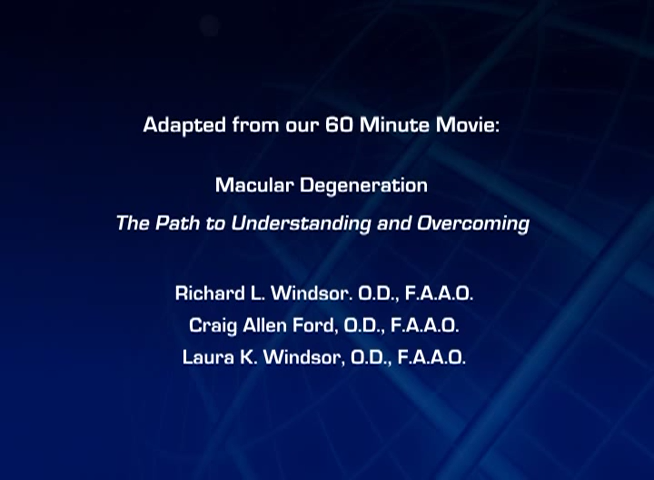 Adapted from our 60 Minute Movie:
Macular Degeneration
The Path to Understanding and Overcoming
Richard L. Windsor. O.D., F.A.A.O.
Craig Allen Ford, O.D., F.A.A.O.
Laura K. Windsor, O.D., F.A.A.O.